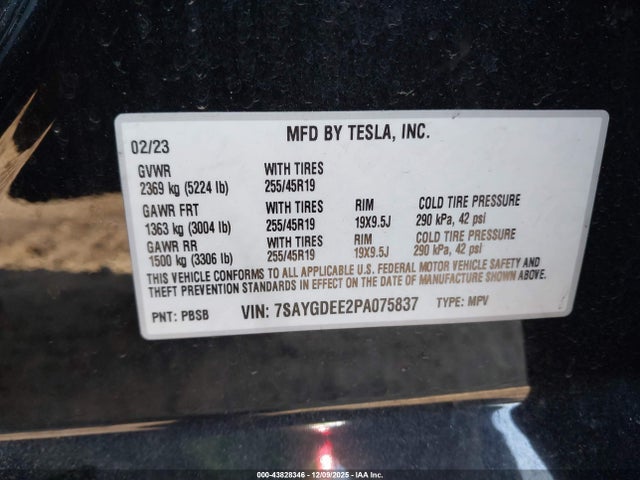 MFD BY TESLA, INC.
02/23
GVWR WITH TIRES
2369 kg (5224 lb) 255/45R19
GAWR FRT WITH TIRES RIM COLD TIRE PRESSURE
1363 kg (3004 lb) 255/45R19 19X9.5J 290 kPa, 42 psi
GAWR RR WITH TIRES RIM COLD TIRE PRESSURE
1500 kg (3306 lb) 255/45R19 19X9.5J 290 kPa, 42 psi
THIS VEHICLE CONFORMS TO ALL APPLICABLE U.S. FEDERAL MOTOR VEHICLE SAFETY AND
THEFT PREVENTION STANDARDS IN EFFECT ON THE DATE OF MANUFACTURE SHOWN ABOVE.
PNT: PBSB VIN: 7SAYGDEE2PA075837 TYPE: MPV
000-43828346 - 12/09/2025 - IAA Inc.